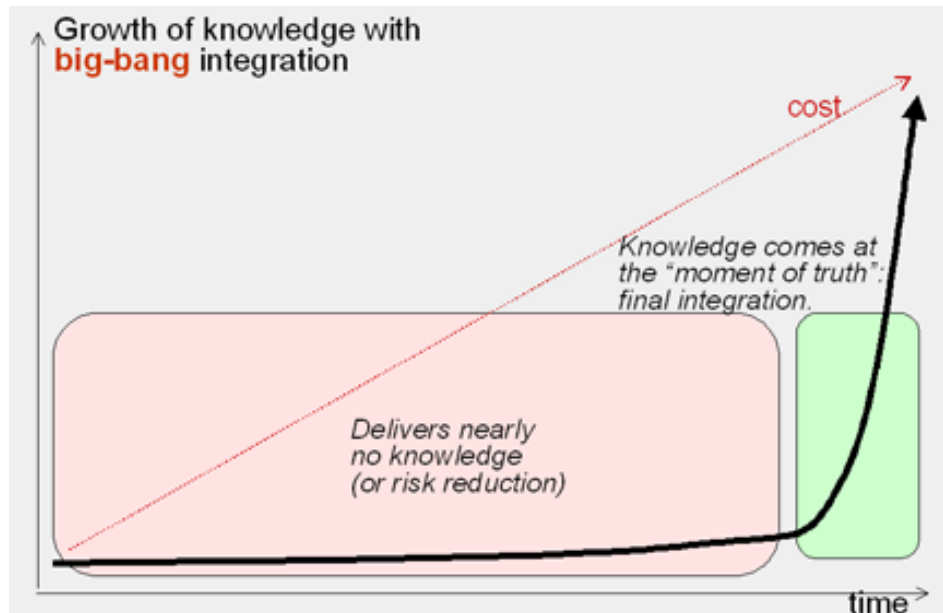 Growth of knowledge with
big-bang integration
cost
Knowledge comes at
the “moment of truth”:
final integration.
Delivers nearly
no knowledge
(or risk reduction)
time